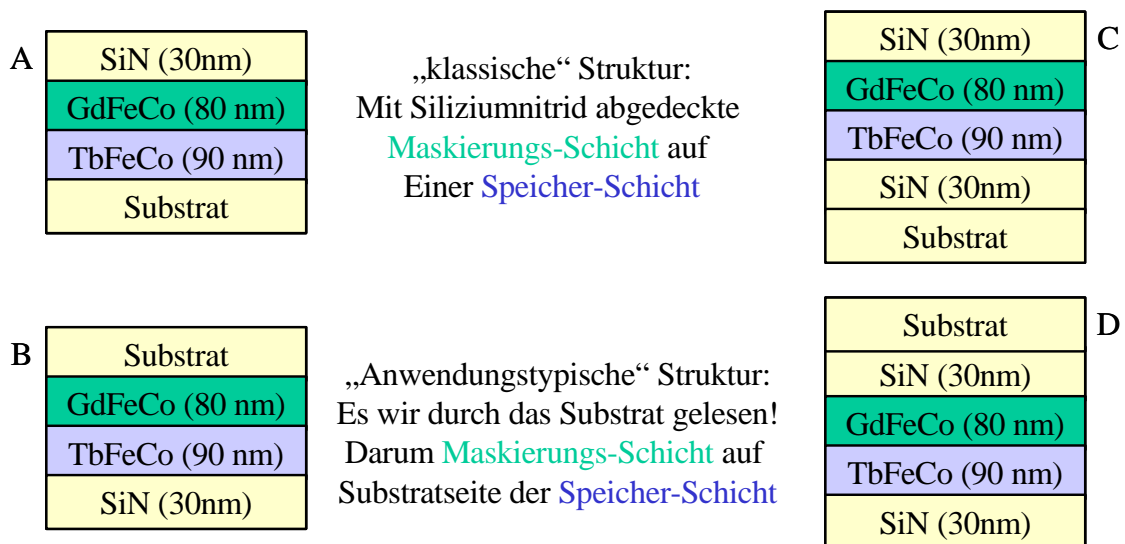 A
SiN (30nm)
GdFeCo (80 nm)
TbFeCo (90 nm)
Substrat
„klassische“ Struktur:
Mit Siliziumnitrid abgedeckte
Maskierungs-Schicht auf
Einer Speicher-Schicht
C
SiN (30nm)
GdFeCo (80 nm)
TbFeCo (90 nm)
SiN (30nm)
Substrat
B
Substrat
GdFeCo (80 nm)
TbFeCo (90 nm)
SiN (30nm)
„Anwendungstypische“ Struktur:
Es wir durch das Substrat gelesen!
Darum Maskierungs-Schicht auf
Substratseite der Speicher-Schicht
D
Substrat
SiN (30nm)
GdFeCo (80 nm)
TbFeCo (90 nm)
SiN (30nm)